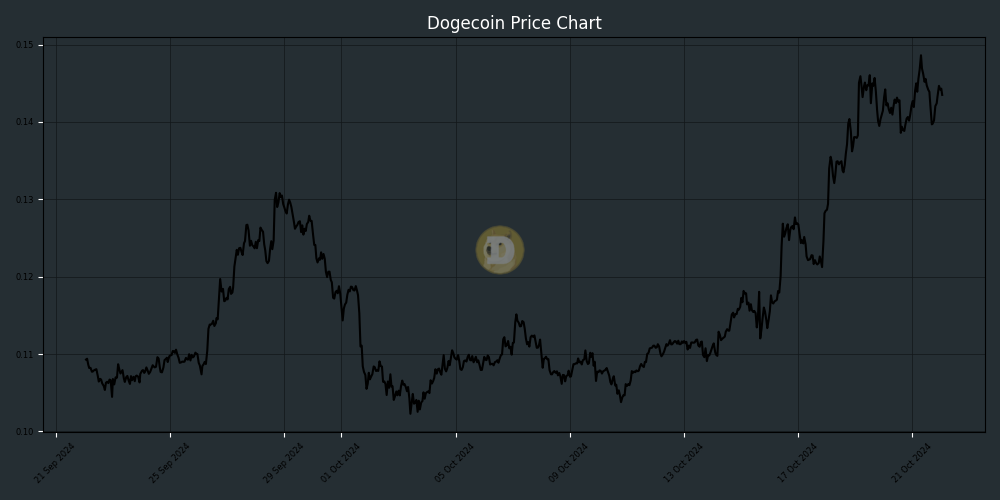 Dogecoin Price Chart
0.15
0.14
0.13
0.12
0.11
0.10
21 Sep 2024
25 Sep 2024
29 Sep 2024
01 Oct 2024
05 Oct 2024
09 Oct 2024
13 Oct 2024
17 Oct 2024
21 Oct 2024
D